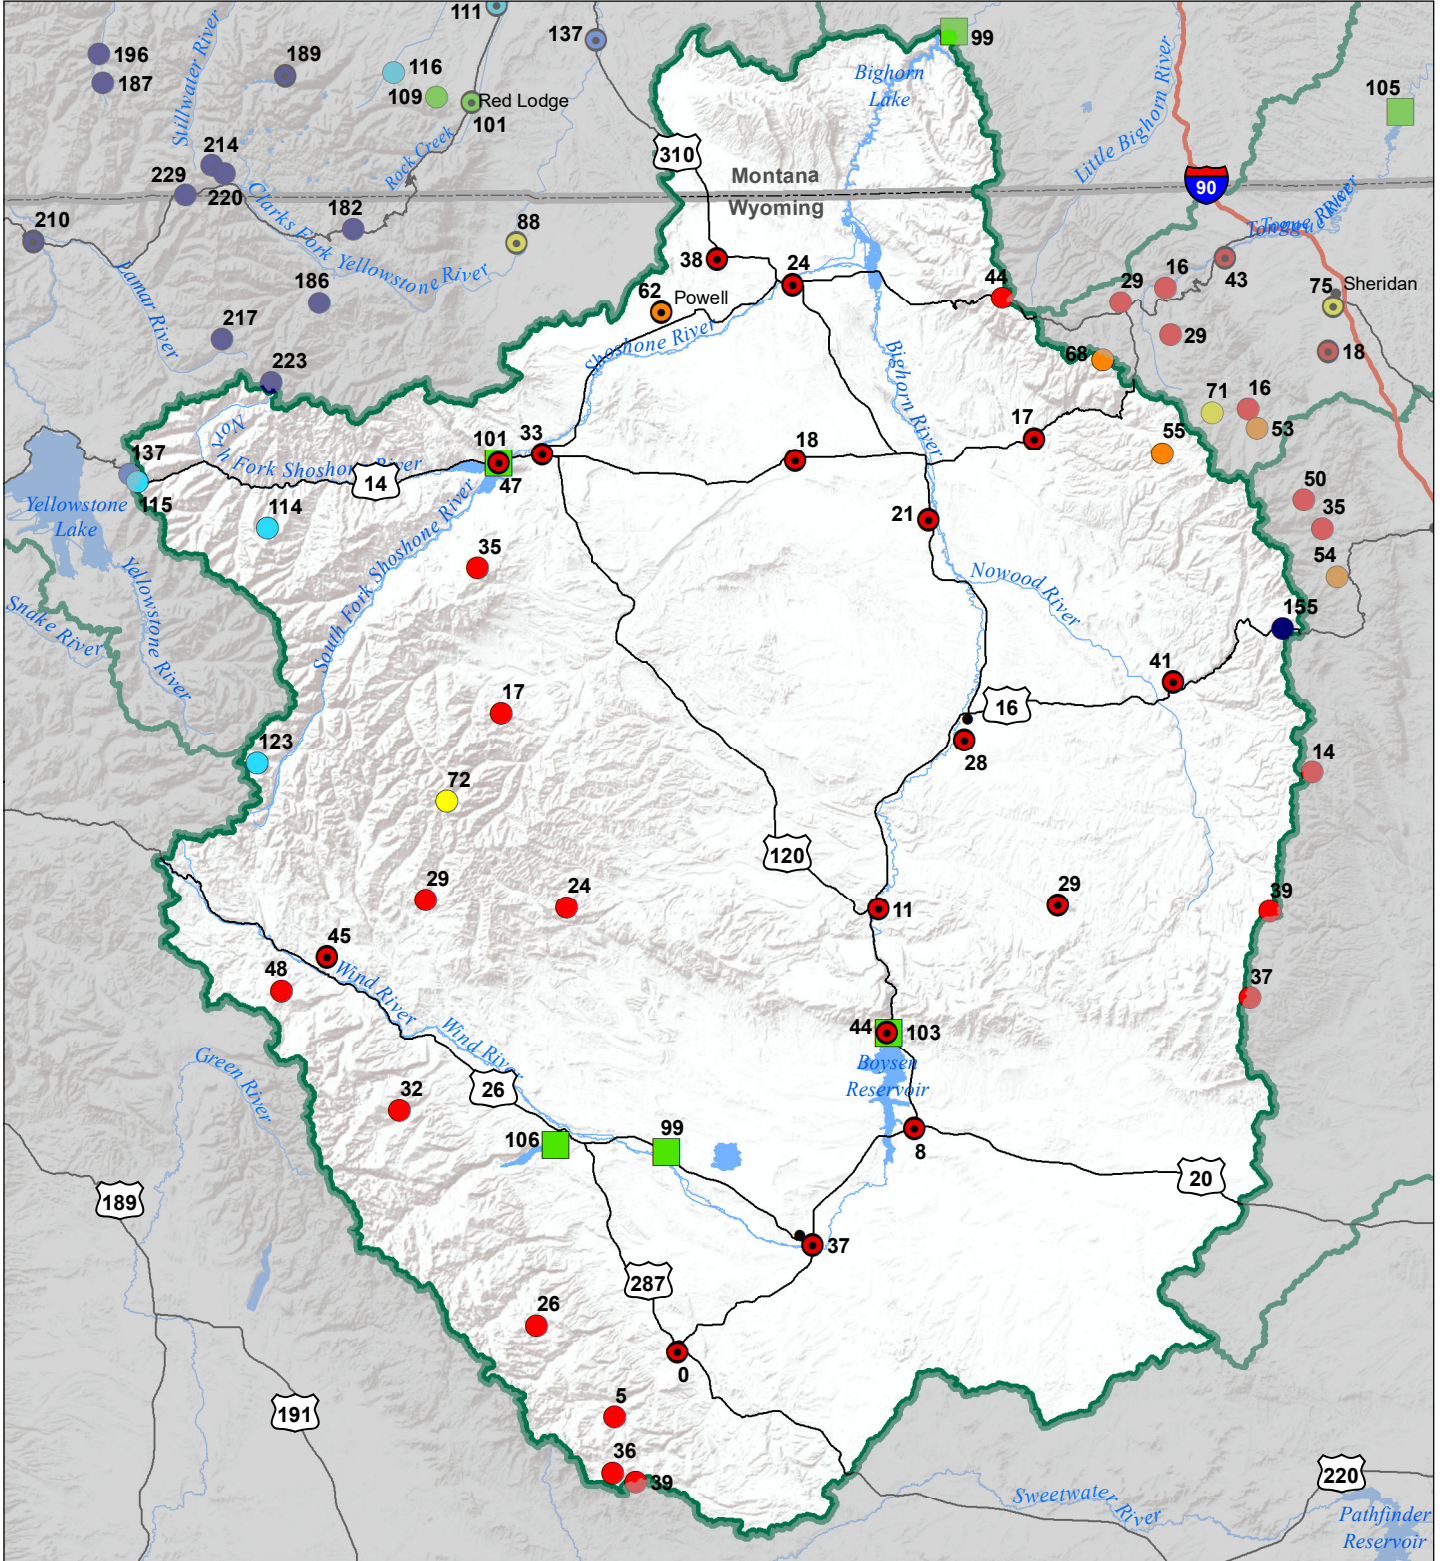 111
137
99
196
189
116
187
109
Red Lodge
101
Stillwater River
Bighorn
Lake
Little Bighorn River
105
310
Rock Creek
214
220
229
Montana
Wyoming
90
182
210
88
Clarks Fork Yellowstone River
Tongue River
Tongue River
38
24
44
29
16
43
75
Sheridan
Lamar River
186
62
Powell
217
29
18
Shoshone River
Bighorn River
68
223
71
16
53
North Fork Shoshone River
137
115
14
101
47
33
18
17
55
Yellowstone
Lake
114
21
50
35
54
35
South Fork Shoshone River
Yellowstone River
Snake River
Nowood River
155
41
17
16
28
123
14
72
120
29
24
11
29
39
45
48
Wind River
37
Wind River
44
103
Green River
Boysen
Reservoir
32
26
106
99
8
20
189
37
287
26
0
191
5
36
39
220
Sweetwater
River
Pathfinder
Reservoir